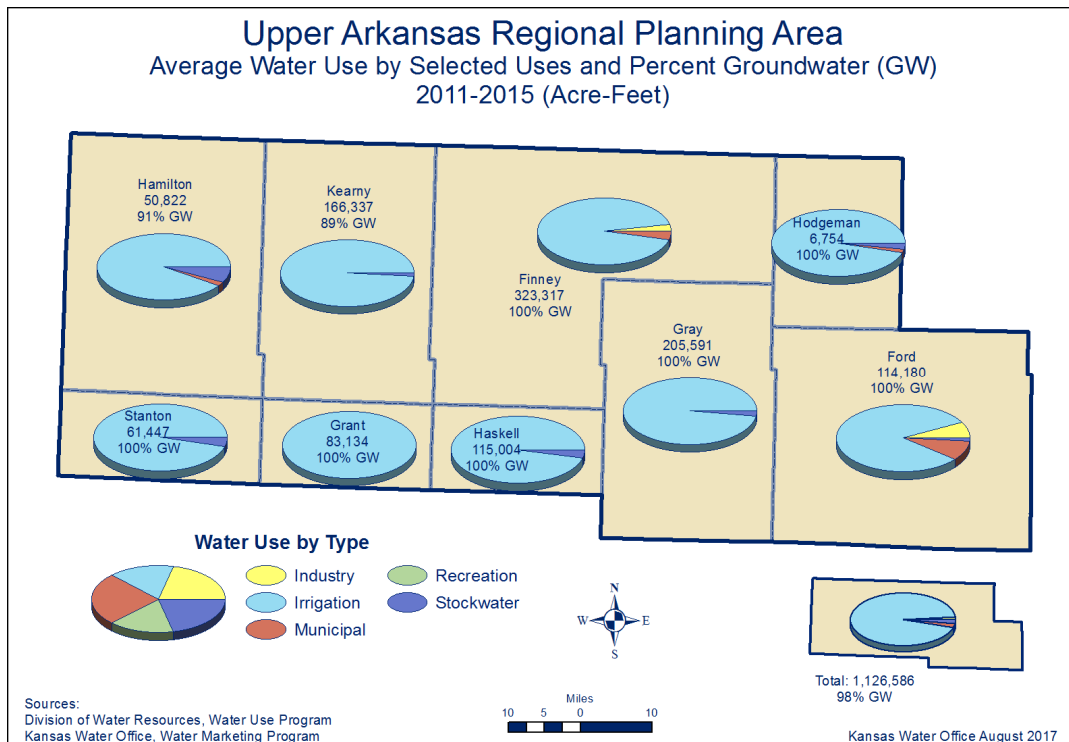 Upper Arkansas Regional Planning Area
Average Water Use by Selected Uses and Percent Groundwater (GW)
2011-2015 (Acre-Feet)
Hamilton
50,822
91% GW
Kearny
166,337
89% GW
Finney
323,317
100% GW
Hodgeman
6,754
100% GW
Gray
205,591
100% GW
Ford
114,180
100% GW
Stanton
61,447
100% GW
Grant
83,134
100% GW
Haskell
115,004
100% GW
Water Use by Type
Industry
Irrigation
Municipal
Recreation
Stockwater
N
W
E
S
Total: 1,126,586
98% GW
Miles
10 5 0 10
Sources:
Division of Water Resources, Water Use Program
Kansas Water Office, Water Marketing Program
Kansas Water Office August 2017